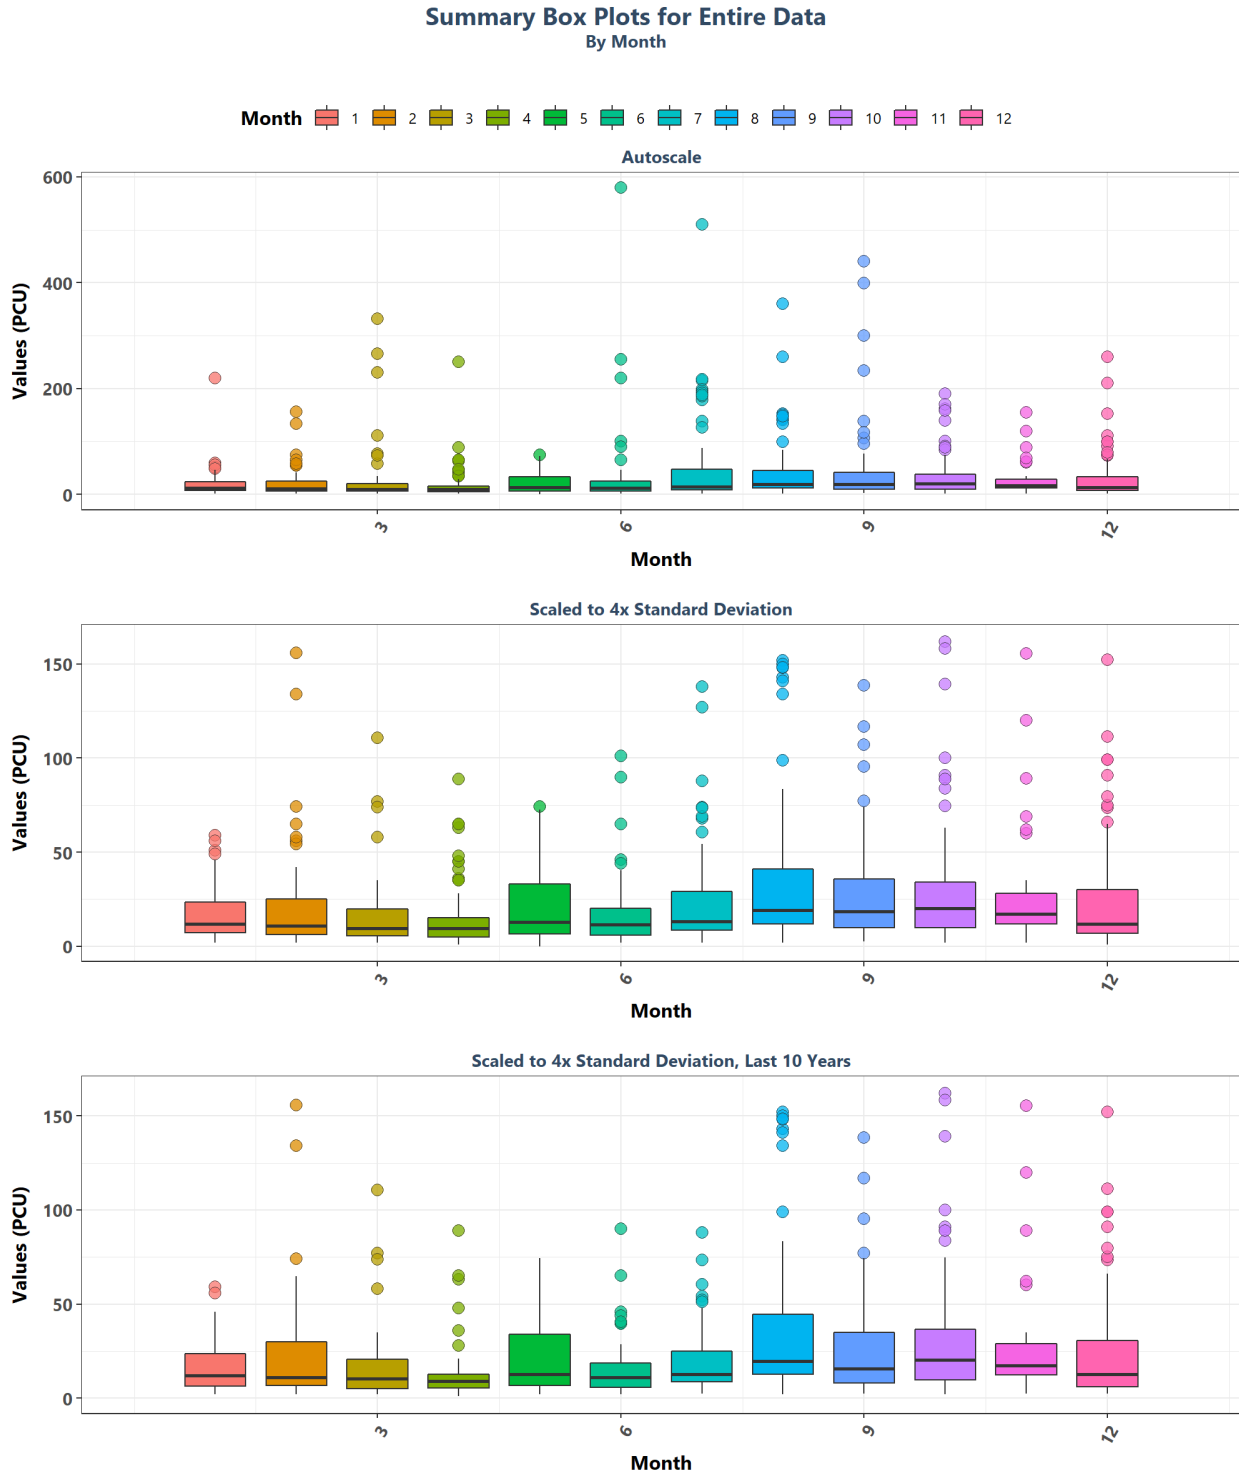 Summary Box Plots for Entire Data
By Month
Month 1 2 3 4 5 6 7 8 9 10 11 12
Autoscale
Values (PCU)
600
400
200
0
3 6 9 12
Month
Scaled to 4x Standard Deviation
Values (PCU)
150
100
50
0
3 6 9 12
Month
Scaled to 4x Standard Deviation, Last 10 Years
Values (PCU)
150
100
50
0
3 6 9 12
Month